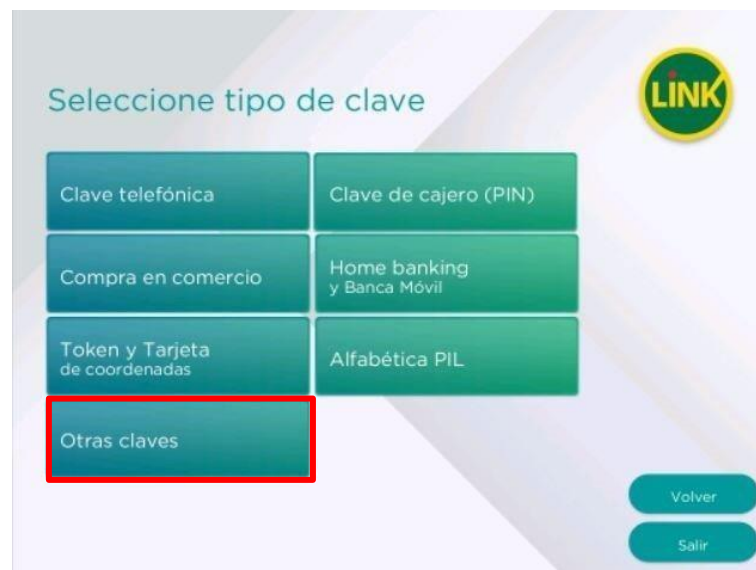 Seleccione tipo de clave
LINK
Clave telefónica
Clave de cajero (PIN)
Compra en comercio
Home banking
y Banca Móvil
Token y Tarjeta
de coordenadas
Alfabética PIL
Otras claves
Volver
Salir